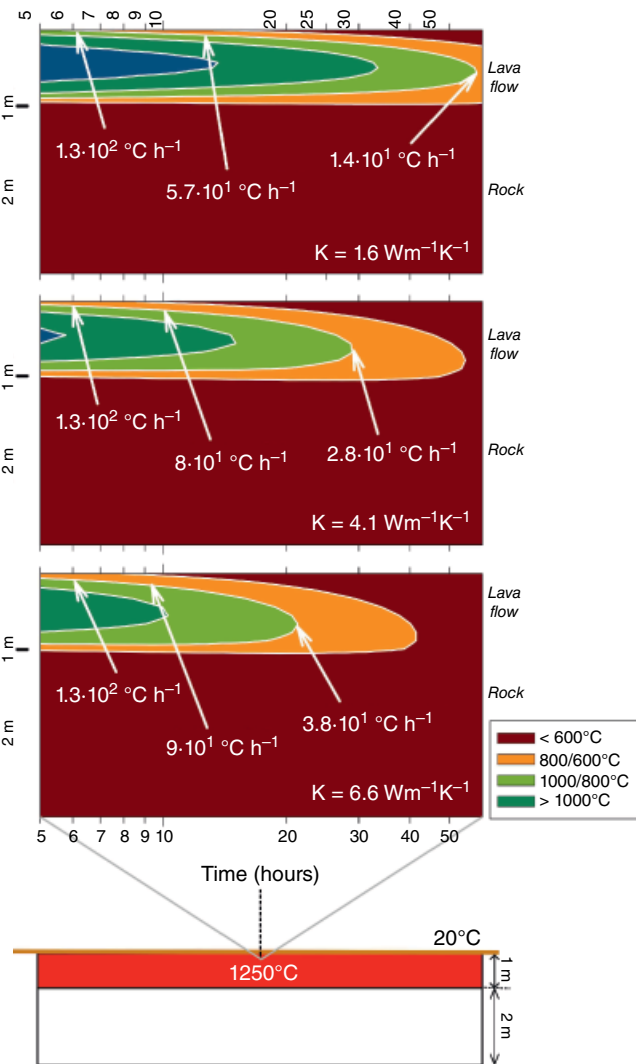 5 6 7 8 9 10 20 25 30 40 50
Lava
flow
1 m
1.3·10² °C h⁻¹
1.4·10¹ °C h⁻¹
5.7·10¹ °C h⁻¹
2 m
Rock
K = 1.6 Wm⁻¹K⁻¹
Lava
flow
1 m
1.3·10² °C h⁻¹
8·10¹ °C h⁻¹
2.8·10¹ °C h⁻¹
2 m
Rock
K = 4.1 Wm⁻¹K⁻¹
Lava
flow
1 m
1.3·10² °C h⁻¹
9·10¹ °C h⁻¹
3.8·10¹ °C h⁻¹
2 m
Rock
K = 6.6 Wm⁻¹K⁻¹
< 600°C
800/600°C
1000/800°C
> 1000°C
5 6 7 8 9 10 20 30 40 50
Time (hours)
20°C
1250°C
1 m
2 m